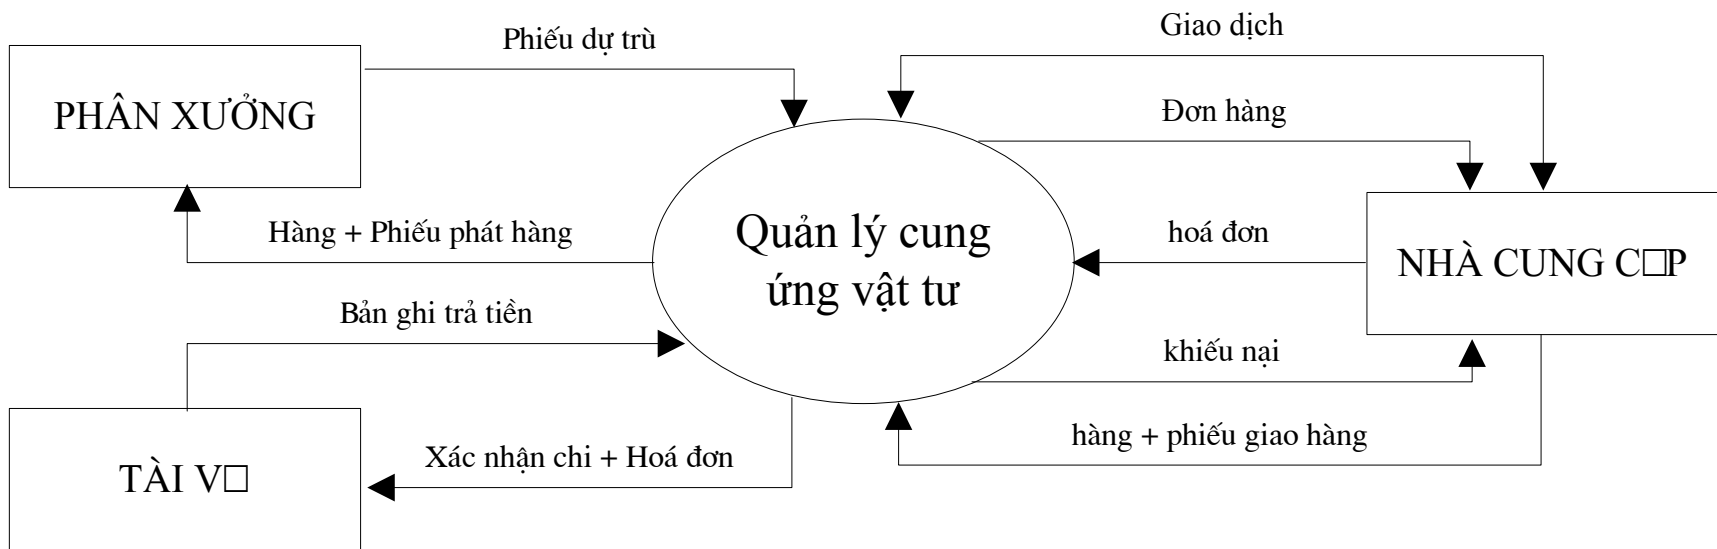 Phiếu dự trù
Giao dịch
PHÂN XƯỞNG
Đơn hàng
Hàng + Phiếu phát hàng
Quản lý cung
ứng vật tư
hoá đơn
NHÀ CUNG C□P
Bản ghi trả tiền
khiếu nại
hàng + phiếu giao hàng
Xác nhận chi + Hoá đơn
TÀI V□